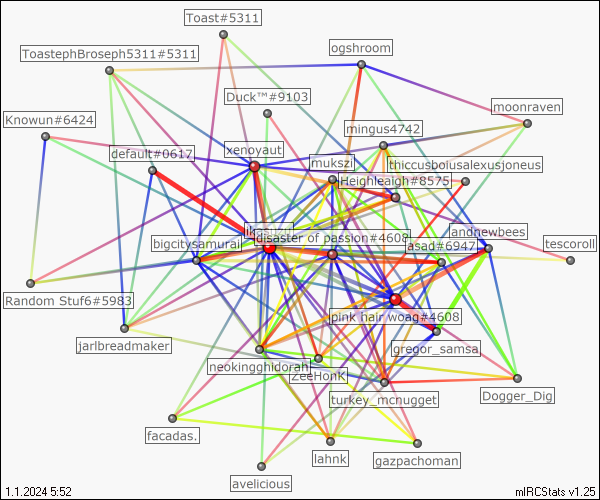 Toast#5311
ToastephBroseph5311#5311
ogshroom
Duck™#9103
moonraven
Knowun#6424
mingus4742
default#0617
xenoyaut
mukszi
thiccusbolusalexusjoneus
Heighleaigh#8575
andrewbees
bigcitysamurai
disaster of passion#4608
asad#6947
tescoroll
Random Stuf6#5983
pink hair woag#4608
jarlbreadmaker
gregor_samsa
neokingghidorah
ZeeHonK
turkey_mcnugget
Dogger_Dig
facadas.
lahnk
gazpachoman
avelicious
1.1.2024 5:52
mIRCStats v1.25